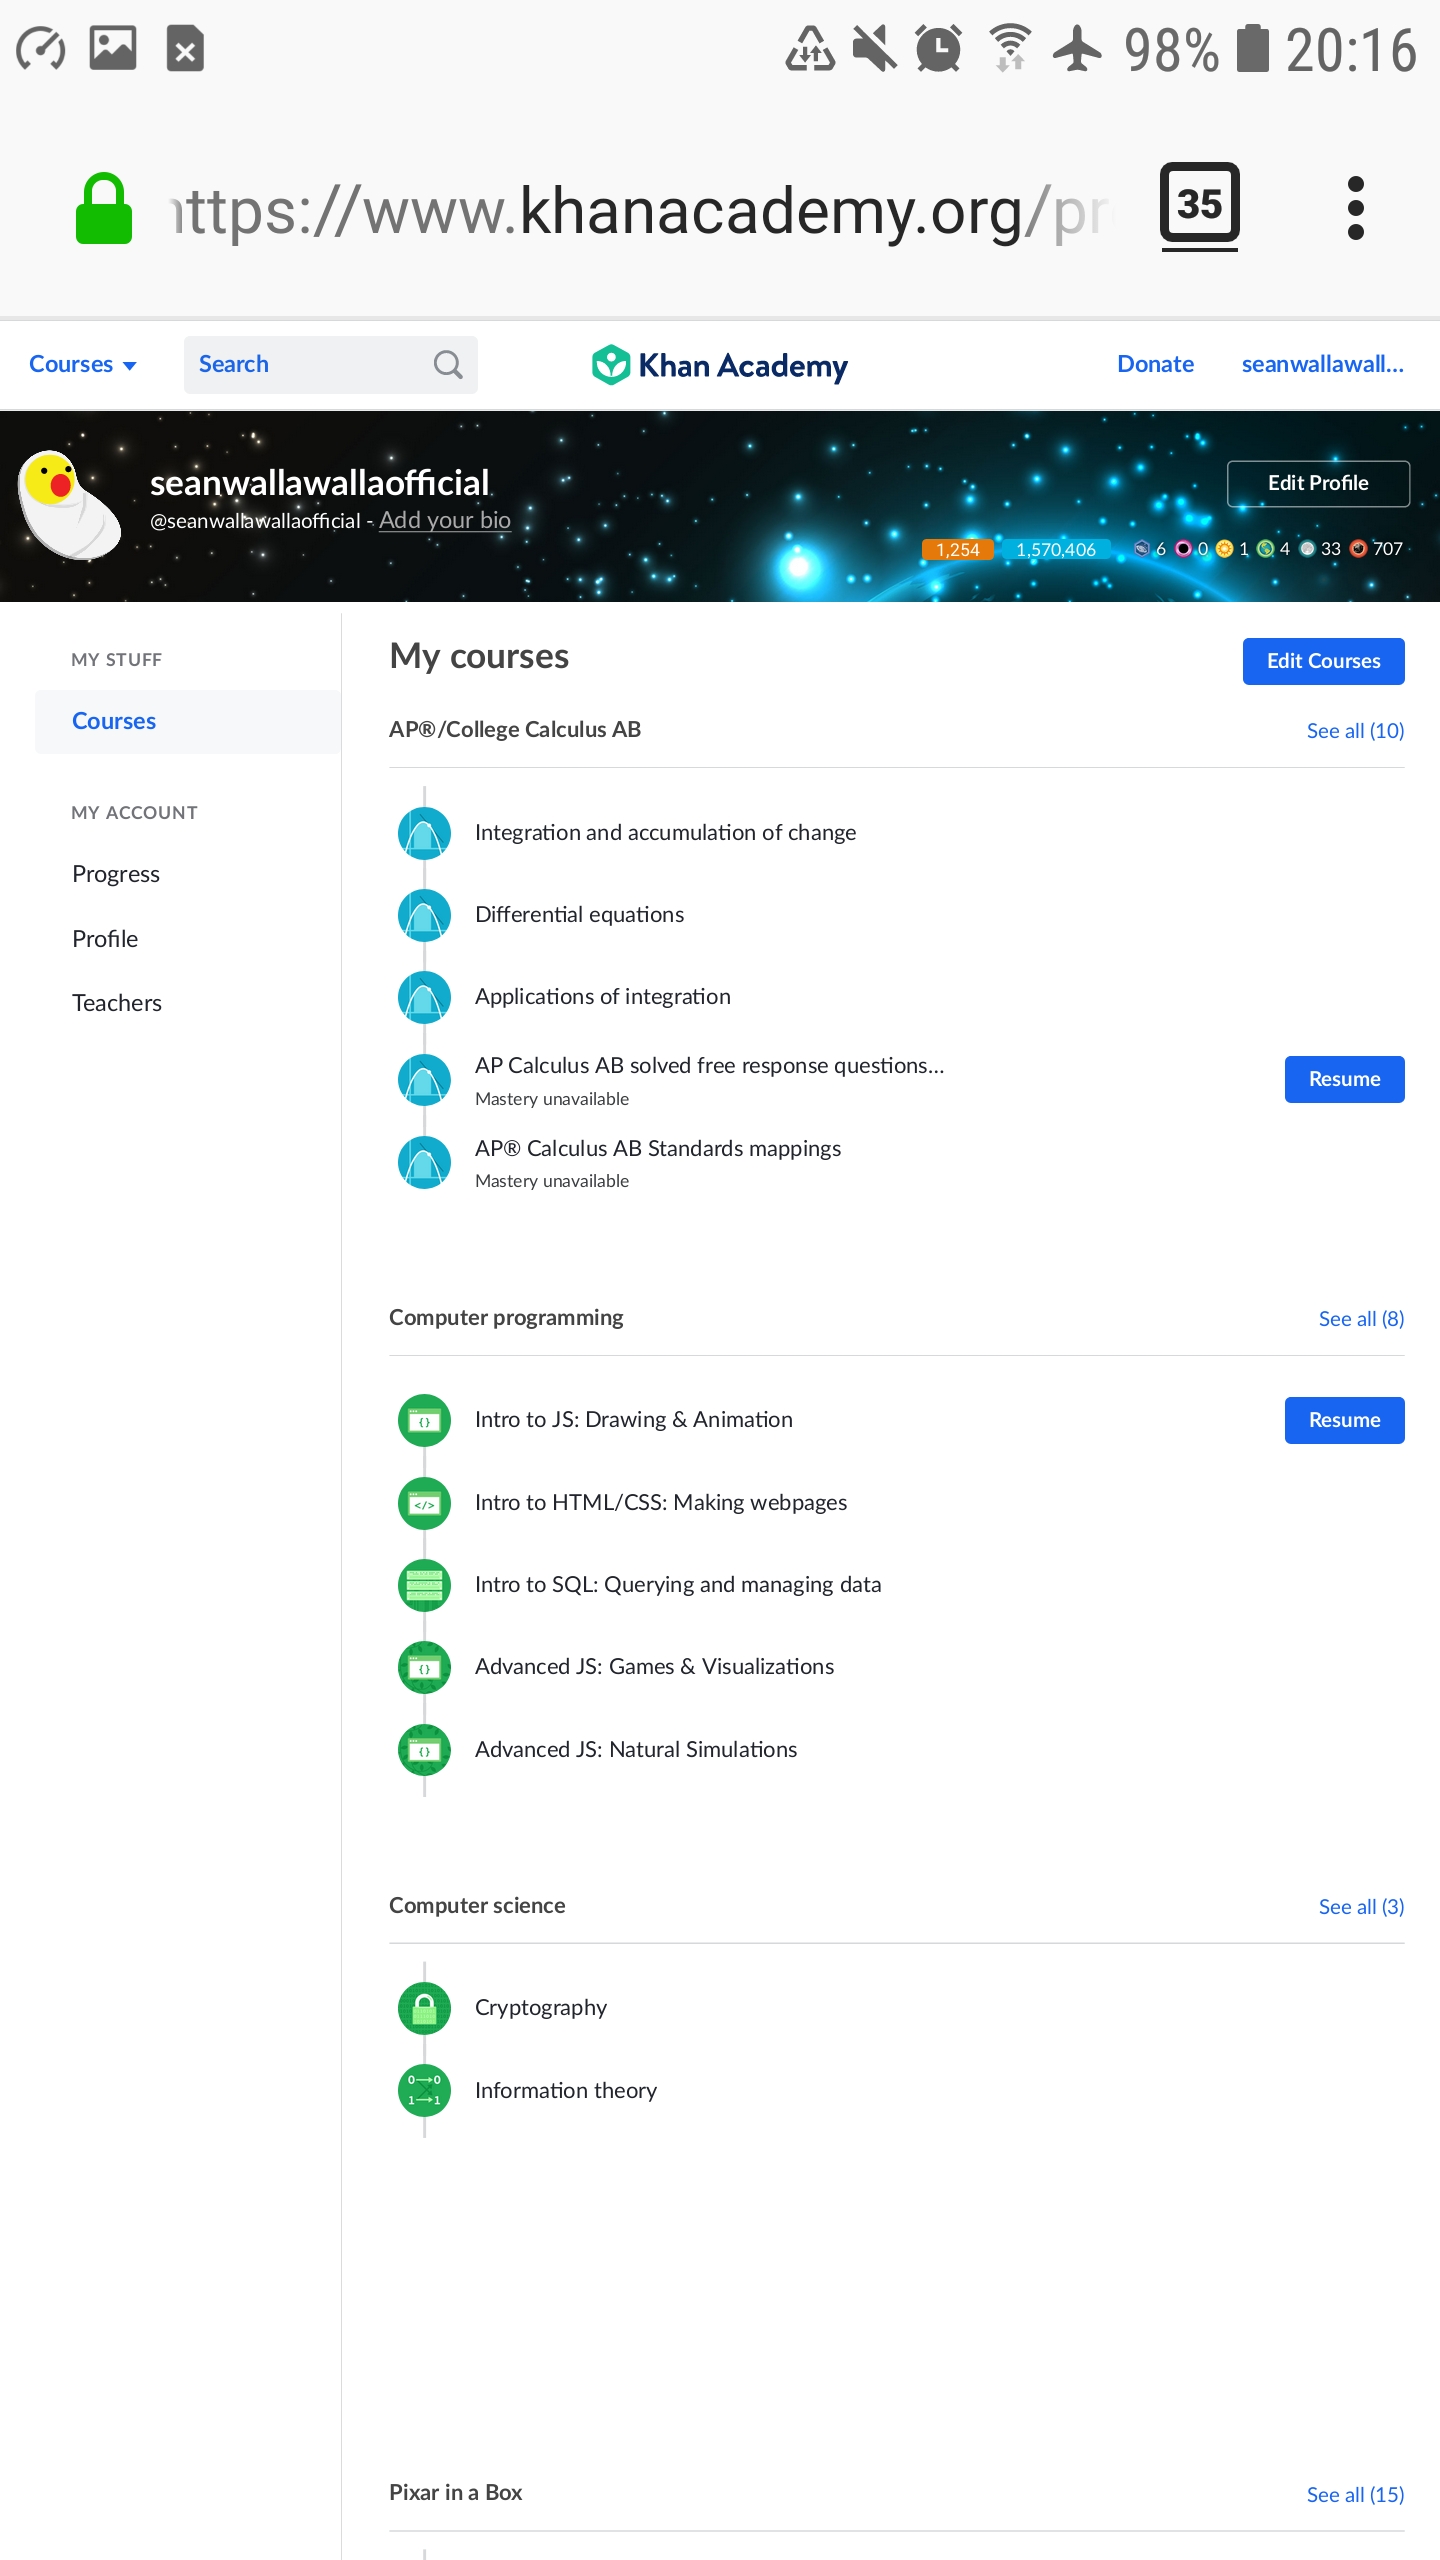 98% 20:16
https://www.khanacademy.org/pr
35
Courses
Search
Khan Academy
Donate
seanwallawall...
seanwallawallaofficial
@seanwallawallaofficial - Add your bio
Edit Profile
1,254 1,570,406 6 0 1 4 33 707
MY STUFF
Courses
MY ACCOUNT
Progress
Profile
Teachers
My courses
Edit Courses
AP®/College Calculus AB
See all (10)
Integration and accumulation of change
Differential equations
Applications of integration
AP Calculus AB solved free response questions...
Mastery unavailable
Resume
AP® Calculus AB Standards mappings
Mastery unavailable
Computer programming
See all (8)
Intro to JS: Drawing & Animation
Resume
Intro to HTML/CSS: Making webpages
Intro to SQL: Querying and managing data
Advanced JS: Games & Visualizations
Advanced JS: Natural Simulations
Computer science
See all (3)
Cryptography
Information theory
Pixar in a Box
See all (15)